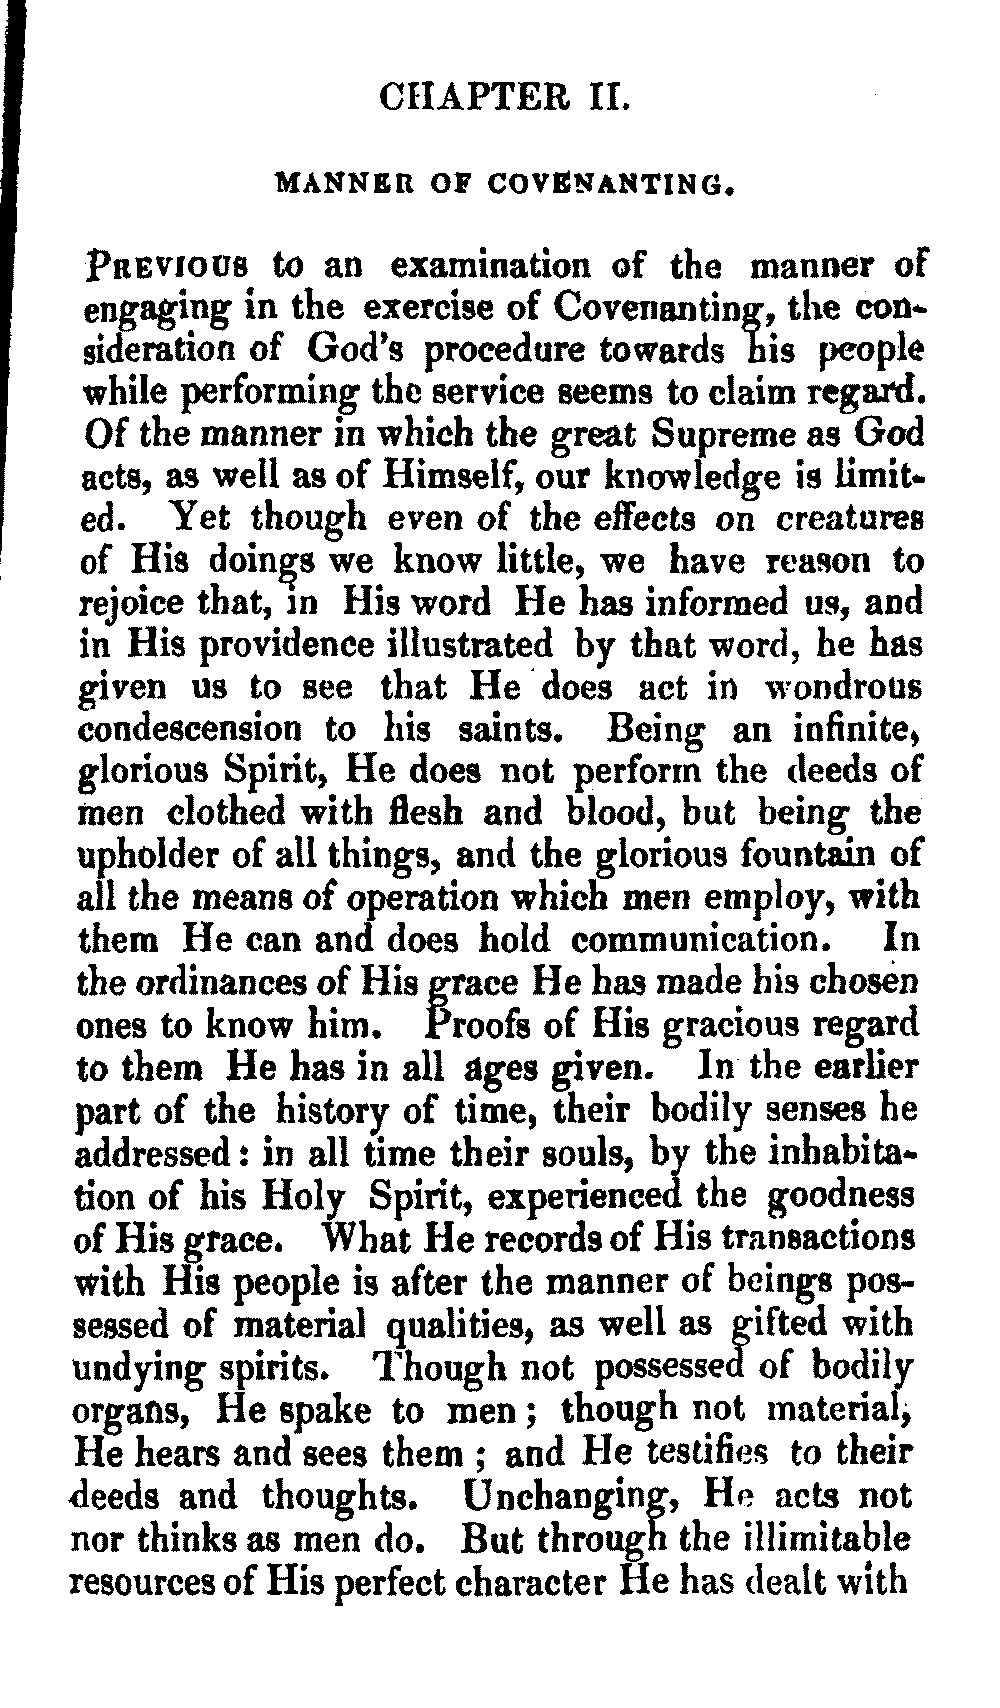 CHAPTER II.
MANNER OF COVENANTING.
PREVIOUS to an examination of the manner of
engaging in the exercise of Covenanting, the con-
sideration of God's procedure towards his people
while performing the service seems to claim regard.
Of the manner in which the great Supreme as God
acts, as well as of Himself, our knowledge is limit-
ed. Yet though even of the effects on creatures
of His doings we know little, we have reason to
rejoice that, in His word He has informed us, and
in His providence illustrated by that word, he has
given us to see that He does act in wondrous
condescension to his saints. Being an infinite,
glorious Spirit, He does not perform the deeds of
men clothed with flesh and blood, but being the
upholder of all things, and the glorious fountain of
all the means of operation which men employ, with
them He can and does hold communication. In
the ordinances of His grace He has made his chosen
ones to know him. Proofs of His gracious regard
to them He has in all ages given. In the earlier
part of the history of time, their bodily senses he
addressed: in all time their souls, by the inhabita-
tion of his Holy Spirit, experienced the goodness
of His grace. What He records of His transactions
with His people is after the manner of beings pos-
sessed of material qualities, as well as gifted with
undying spirits. Though not possessed of bodily
organs, He spake to men; though not material,
He hears and sees them; and He testifies to their
deeds and thoughts. Unchanging, He acts not
nor thinks as men do. But through the illimitable
resources of His perfect character He has dealt with